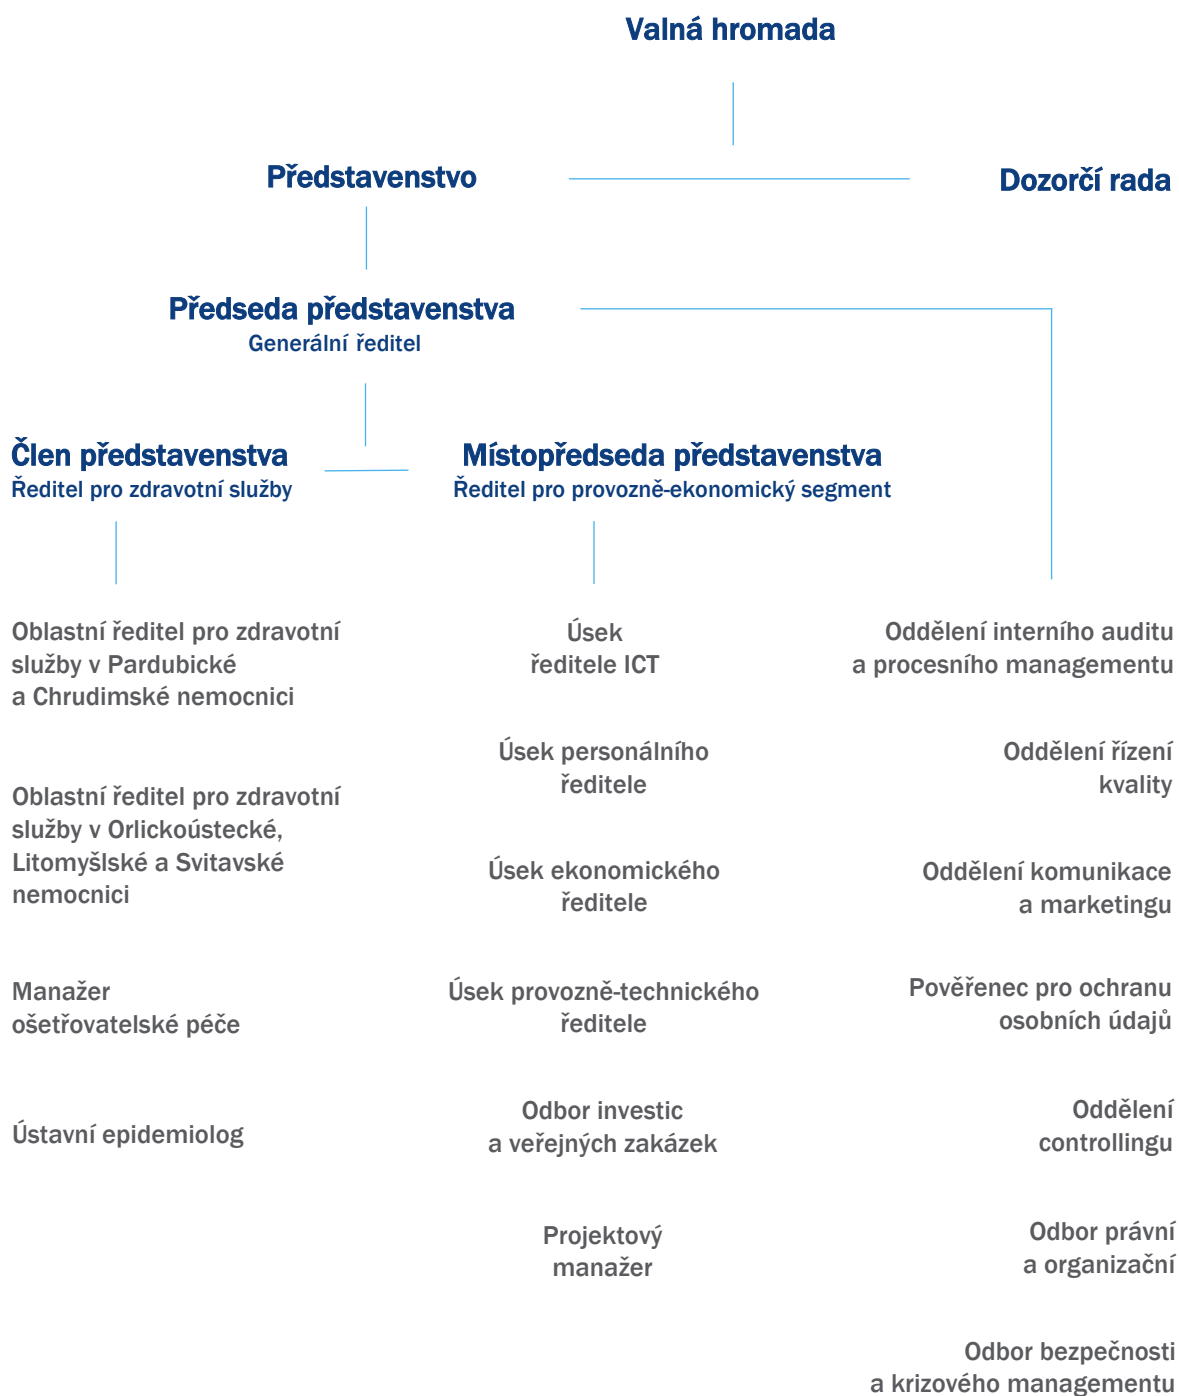 Valná hromada
Představenstvo
Dozorčí rada
Předseda představenstva
Generální ředitel
Člen představenstva
Ředitel pro zdravotní služby
Místopředseda představenstva
Ředitel pro provozně-ekonomický segment
Oblastní ředitel pro zdravotní
služby v Pardubické
a Chrudimské nemocnici
Oblastní ředitel pro zdravotní
služby v Orlickoústecké,
Litomyšlské a Svitavské
nemocnici
Manažer
ošetřovatelské péče
Ústavní epidemiolog
Úsek
ředitele ICT
Úsek personálního
ředitele
Úsek ekonomického
ředitele
Úsek provozně-technického
ředitele
Odbor investic
a veřejných zakázek
Projektový
manažer
Oddělení interního auditu
a procesního managementu
Oddělení řízení
kvality
Oddělení komunikace
a marketingu
Pověřenec pro ochranu
osobních údajů
Oddělení
controllingu
Odbor právní
a organizační
Odbor bezpečnosti
a krizového managementu